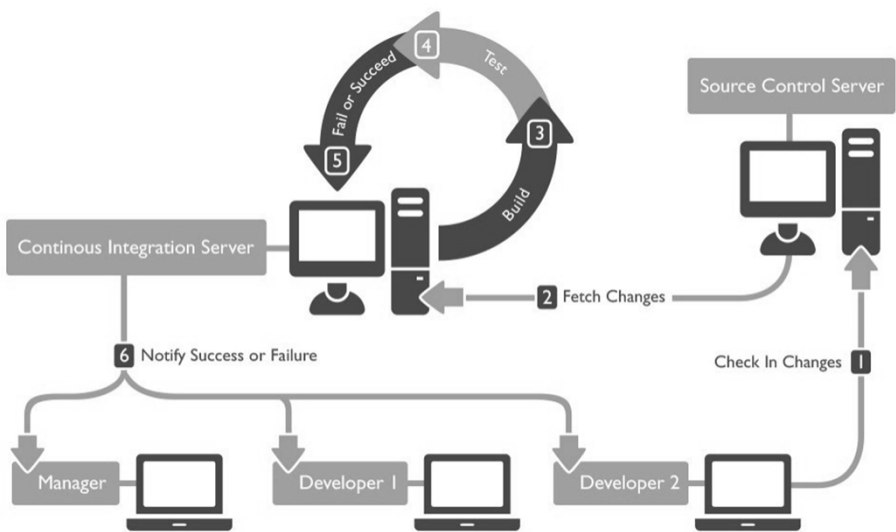 4
Test
Fail or Succeed
5
3
Build
Source Control Server
Continous Integration Server
2 Fetch Changes
6 Notify Success or Failure
Check In Changes 1
Manager
Developer 1
Developer 2